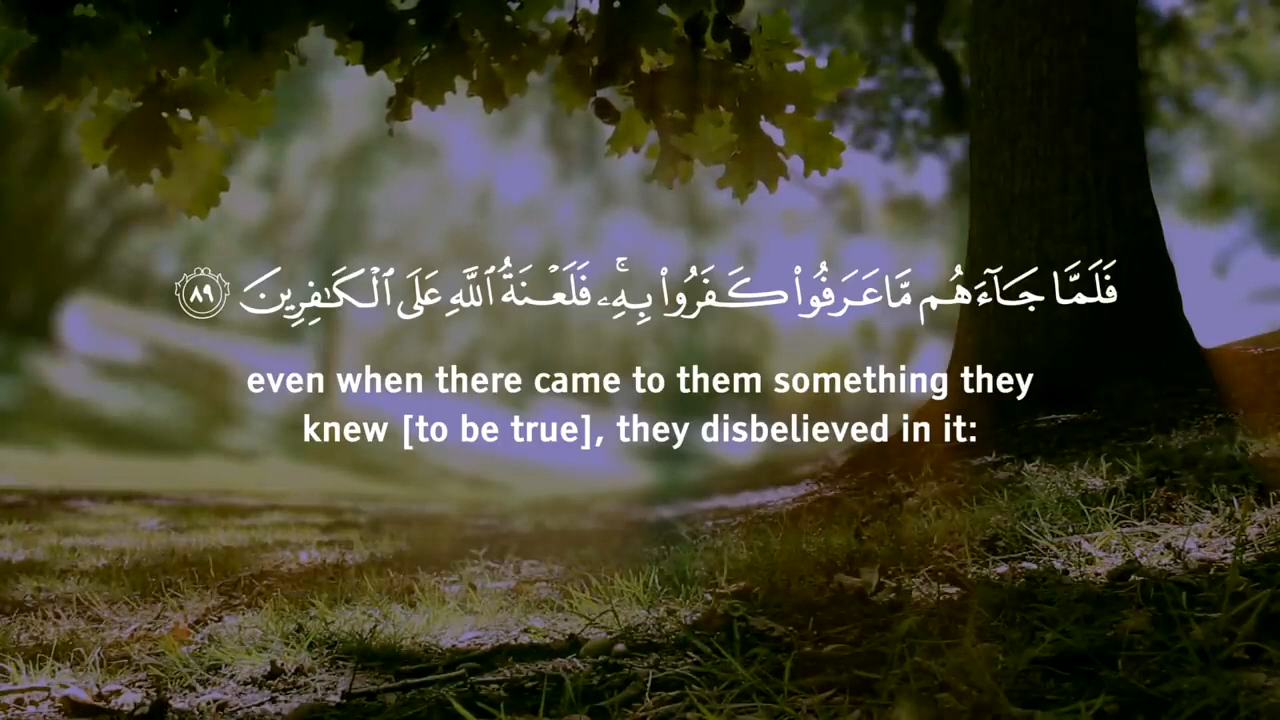 فَلَمَّا جَآءَهُم مَّا عَرَفُوا۟ كَفَرُوا۟ بِهِۦ ۚ فَلَعْنَةُ ٱللَّهِ عَلَى ٱلْكَـٰفِرِينَ ٨٩
even when there came to them something they
knew [to be true], they disbelieved in it: